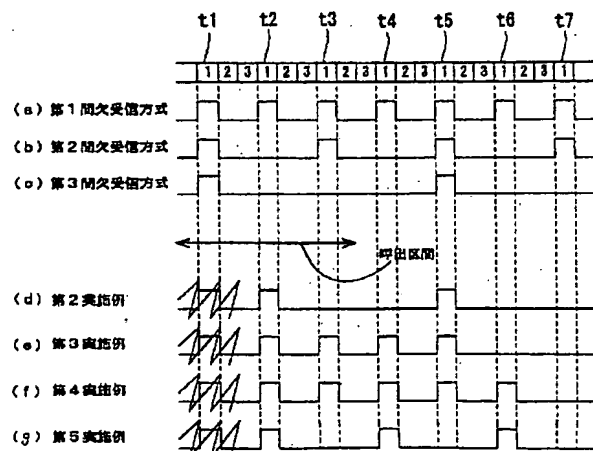 t1 t2 t3 t4 t5 t6 t7
1 2 3 1 2 3 1 2 3 1 2 3 1 2 3 1 2 3 1
(a) 第1間欠受信方式
(b) 第2間欠受信方式
(c) 第3間欠受信方式
呼出区間
(d) 第2実施例
(e) 第3実施例
(f) 第4実施例
(g) 第5実施例